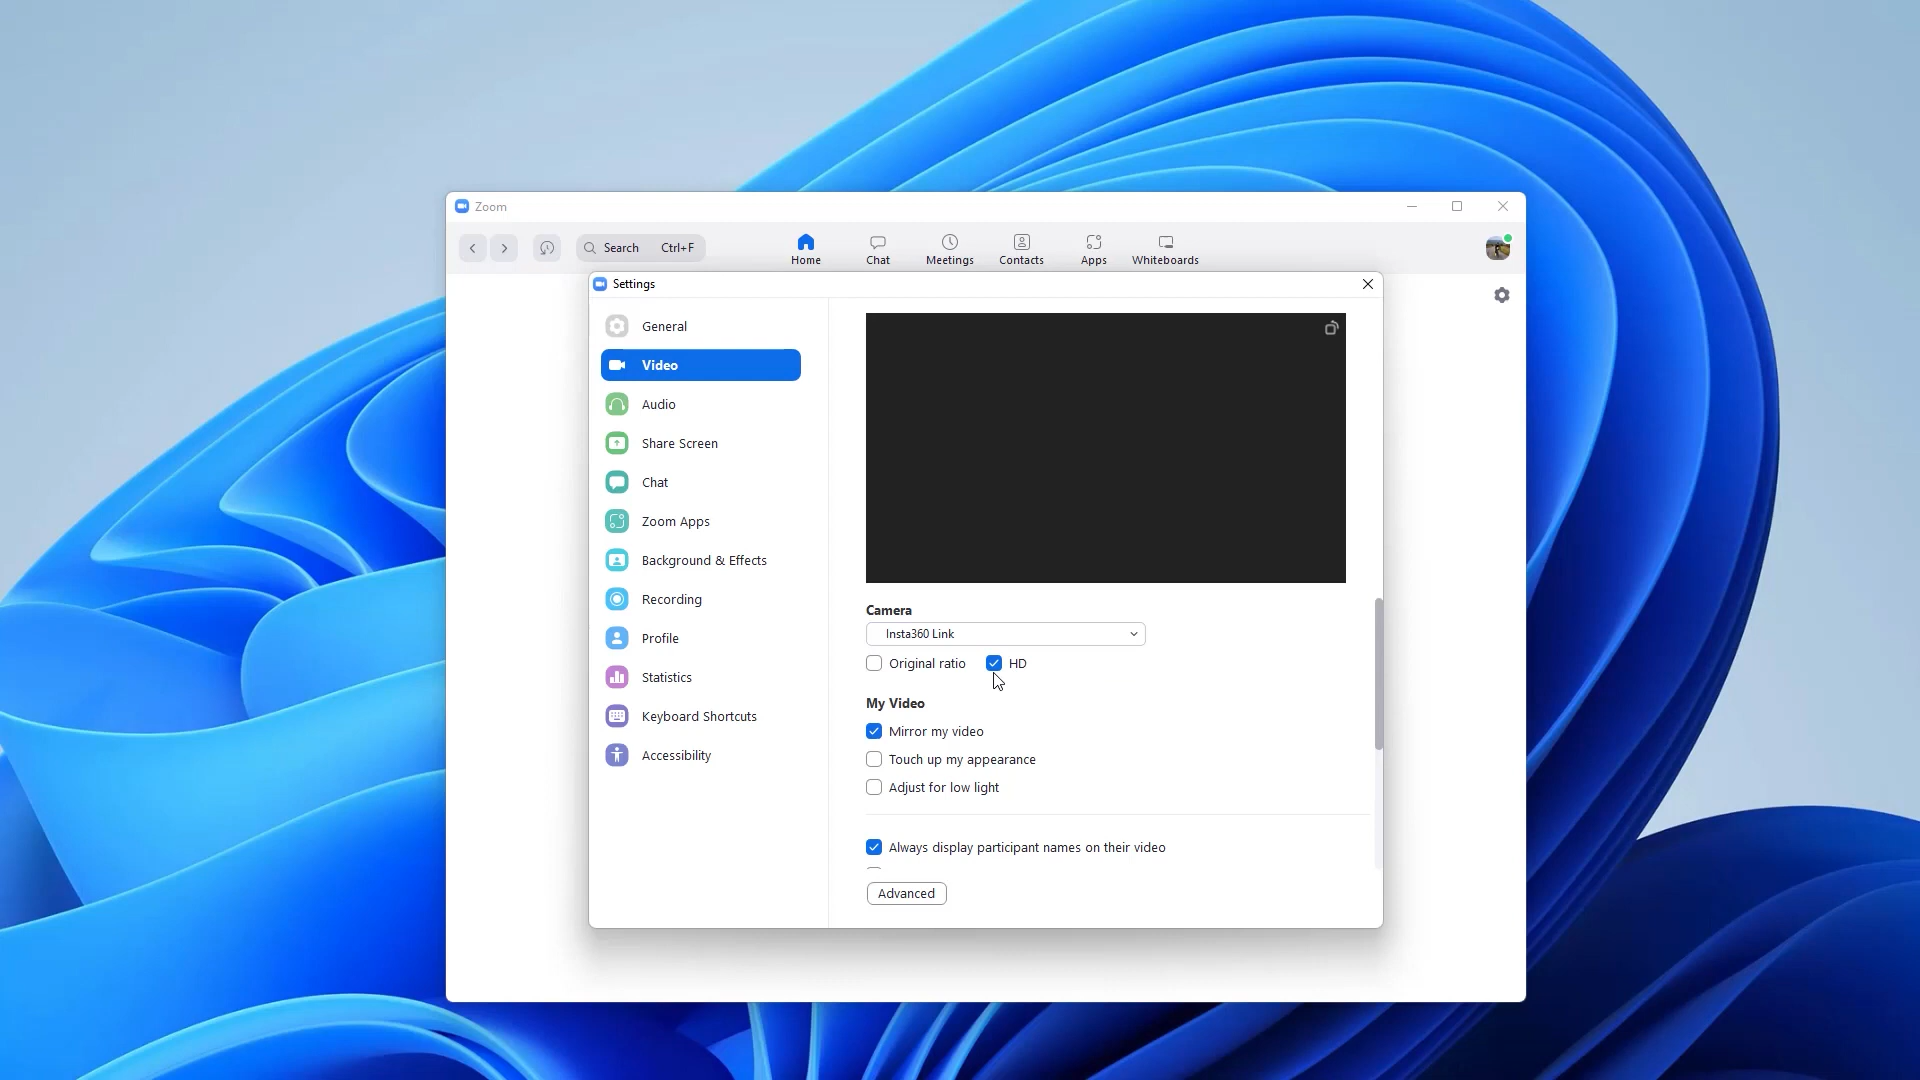 Zoom
Search Ctrl+F
Home
Chat
Meetings
Contacts
Apps
Whiteboards
Settings
General
Video
Audio
Share Screen
Chat
Zoom Apps
Background & Effects
Recording
Profile
Statistics
Keyboard Shortcuts
Accessibility
Camera
Insta360 Link
Original ratio HD
My Video
Mirror my video
Touch up my appearance
Adjust for low light
Always display participant names on their video
Advanced